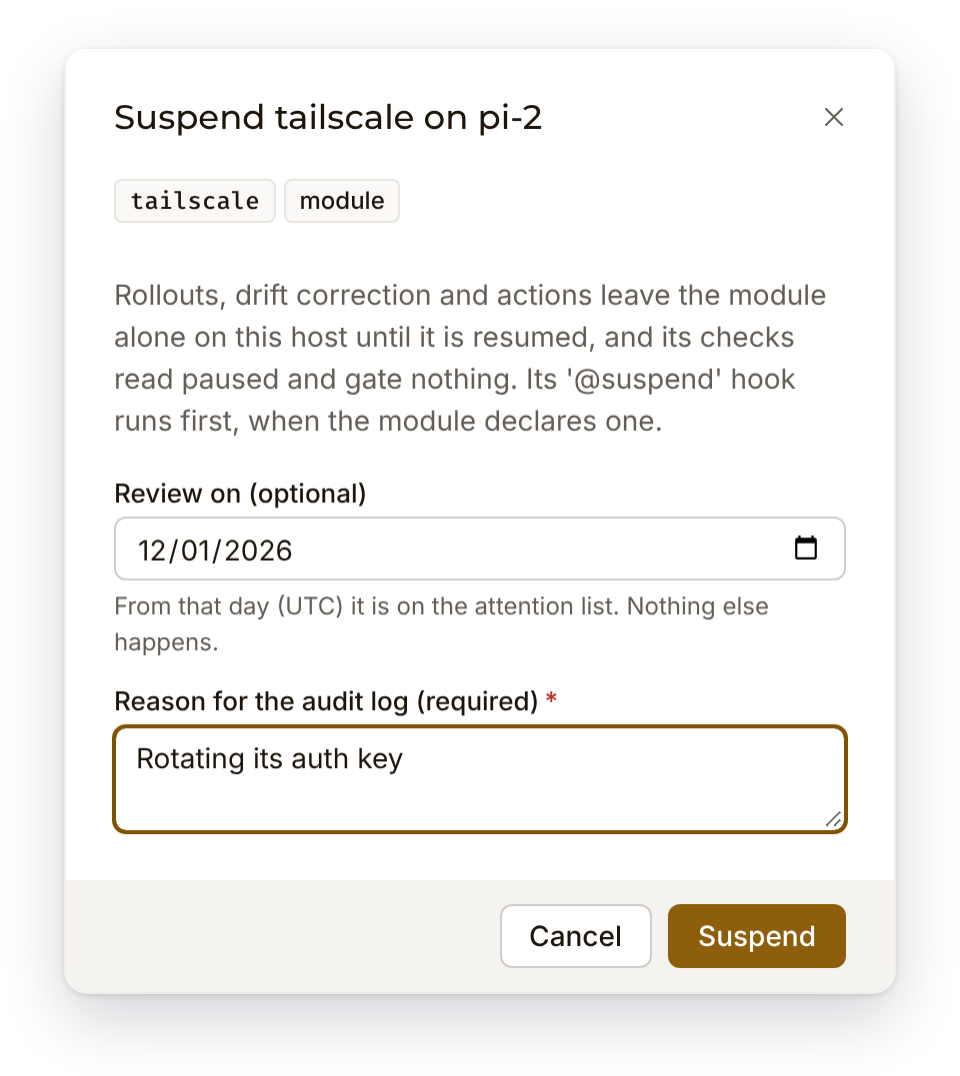 Suspend tailscale on pi-2
tailscale module
Rollouts, drift correction and actions leave the module
alone on this host until it is resumed, and its checks
read paused and gate nothing. Its '@suspend' hook
runs first, when the module declares one.
Review on (optional)
12/01/2026
From that day (UTC) it is on the attention list. Nothing else
happens.
Reason for the audit log (required) *
Rotating its auth key
Cancel Suspend